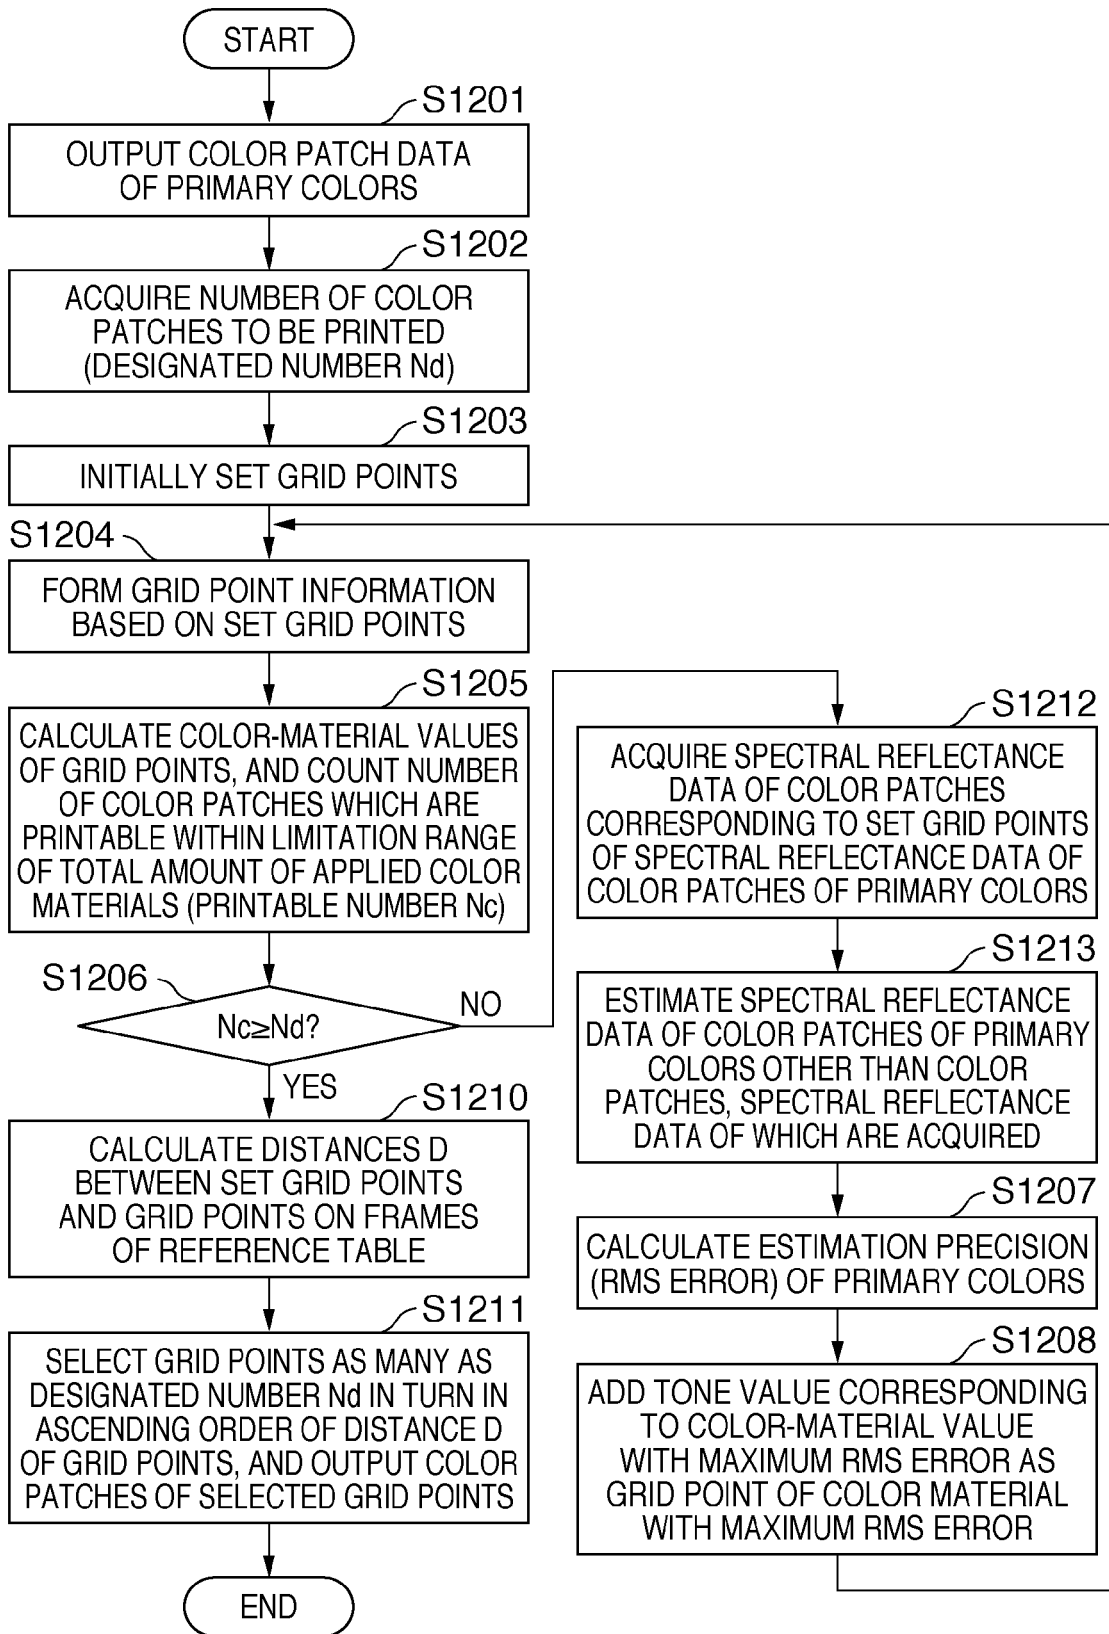 START
S1201
OUTPUT COLOR PATCH DATA
OF PRIMARY COLORS
S1202
ACQUIRE NUMBER OF COLOR
PATCHES TO BE PRINTED
(DESIGNATED NUMBER Nd)
S1203
INITIALLY SET GRID POINTS
S1204
FORM GRID POINT INFORMATION
BASED ON SET GRID POINTS
S1205
CALCULATE COLOR-MATERIAL VALUES
OF GRID POINTS, AND COUNT NUMBER
OF COLOR PATCHES WHICH ARE
PRINTABLE WITHIN LIMITATION RANGE
OF TOTAL AMOUNT OF APPLIED COLOR
MATERIALS (PRINTABLE NUMBER Nc)
S1206
Nc≥Nd?
NO
YES
S1210
CALCULATE DISTANCES D
BETWEEN SET GRID POINTS
AND GRID POINTS ON FRAMES
OF REFERENCE TABLE
S1211
SELECT GRID POINTS AS MANY AS
DESIGNATED NUMBER Nd IN TURN IN
ASCENDING ORDER OF DISTANCE D
OF GRID POINTS, AND OUTPUT COLOR
PATCHES OF SELECTED GRID POINTS
END
S1212
ACQUIRE SPECTRAL REFLECTANCE
DATA OF COLOR PATCHES
CORRESPONDING TO SET GRID POINTS
OF SPECTRAL REFLECTANCE DATA OF
COLOR PATCHES OF PRIMARY COLORS
S1213
ESTIMATE SPECTRAL REFLECTANCE
DATA OF COLOR PATCHES OF PRIMARY
COLORS OTHER THAN COLOR
PATCHES, SPECTRAL REFLECTANCE
DATA OF WHICH ARE ACQUIRED
S1207
CALCULATE ESTIMATION PRECISION
(RMS ERROR) OF PRIMARY COLORS
S1208
ADD TONE VALUE CORRESPONDING
TO COLOR-MATERIAL VALUE
WITH MAXIMUM RMS ERROR AS
GRID POINT OF COLOR MATERIAL
WITH MAXIMUM RMS ERROR